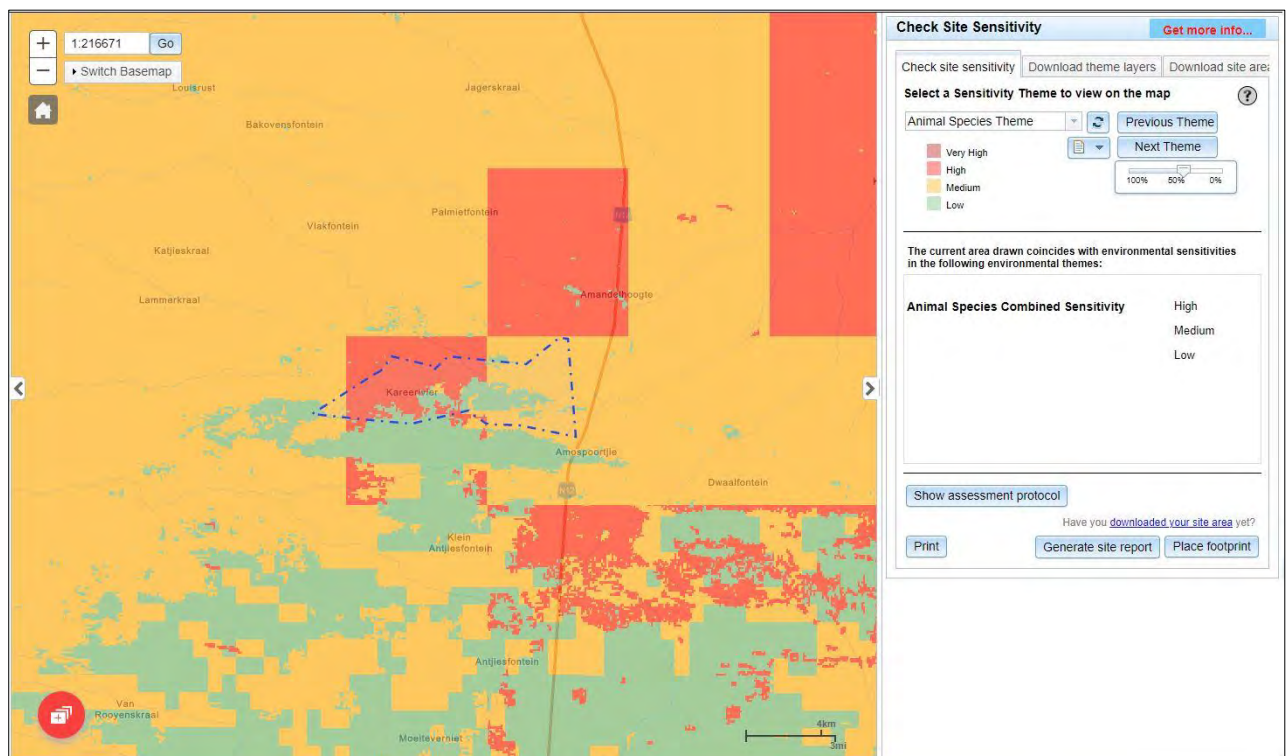 +
1:216671 Go
−
Switch Basemap
Louisrust
Jagerskraal
Bakovensfontein
Palmietfontein
N12
Vlakfontein
Katjieskraal
Lammerkraal
Amandelhoogte
Kareerivier
Amospoortjie
Dwaalfontein
N12
Klein
Antjiesfontein
Antjiesfontein
Van
Rooyenskraal
Moeiteverniet
4km
3mi
Check Site Sensitivity
Get more info...
Check site sensitivity Download theme layers Download site area
Select a Sensitivity Theme to view on the map ?
Animal Species Theme Previous Theme
Next Theme
Very High
High
Medium
Low
100% 50% 0%
The current area drawn coincides with environmental sensitivities
in the following environmental themes:
Animal Species Combined Sensitivity High
Medium
Low
Show assessment protocol
Have you downloaded your site area yet?
Print Generate site report Place footprint